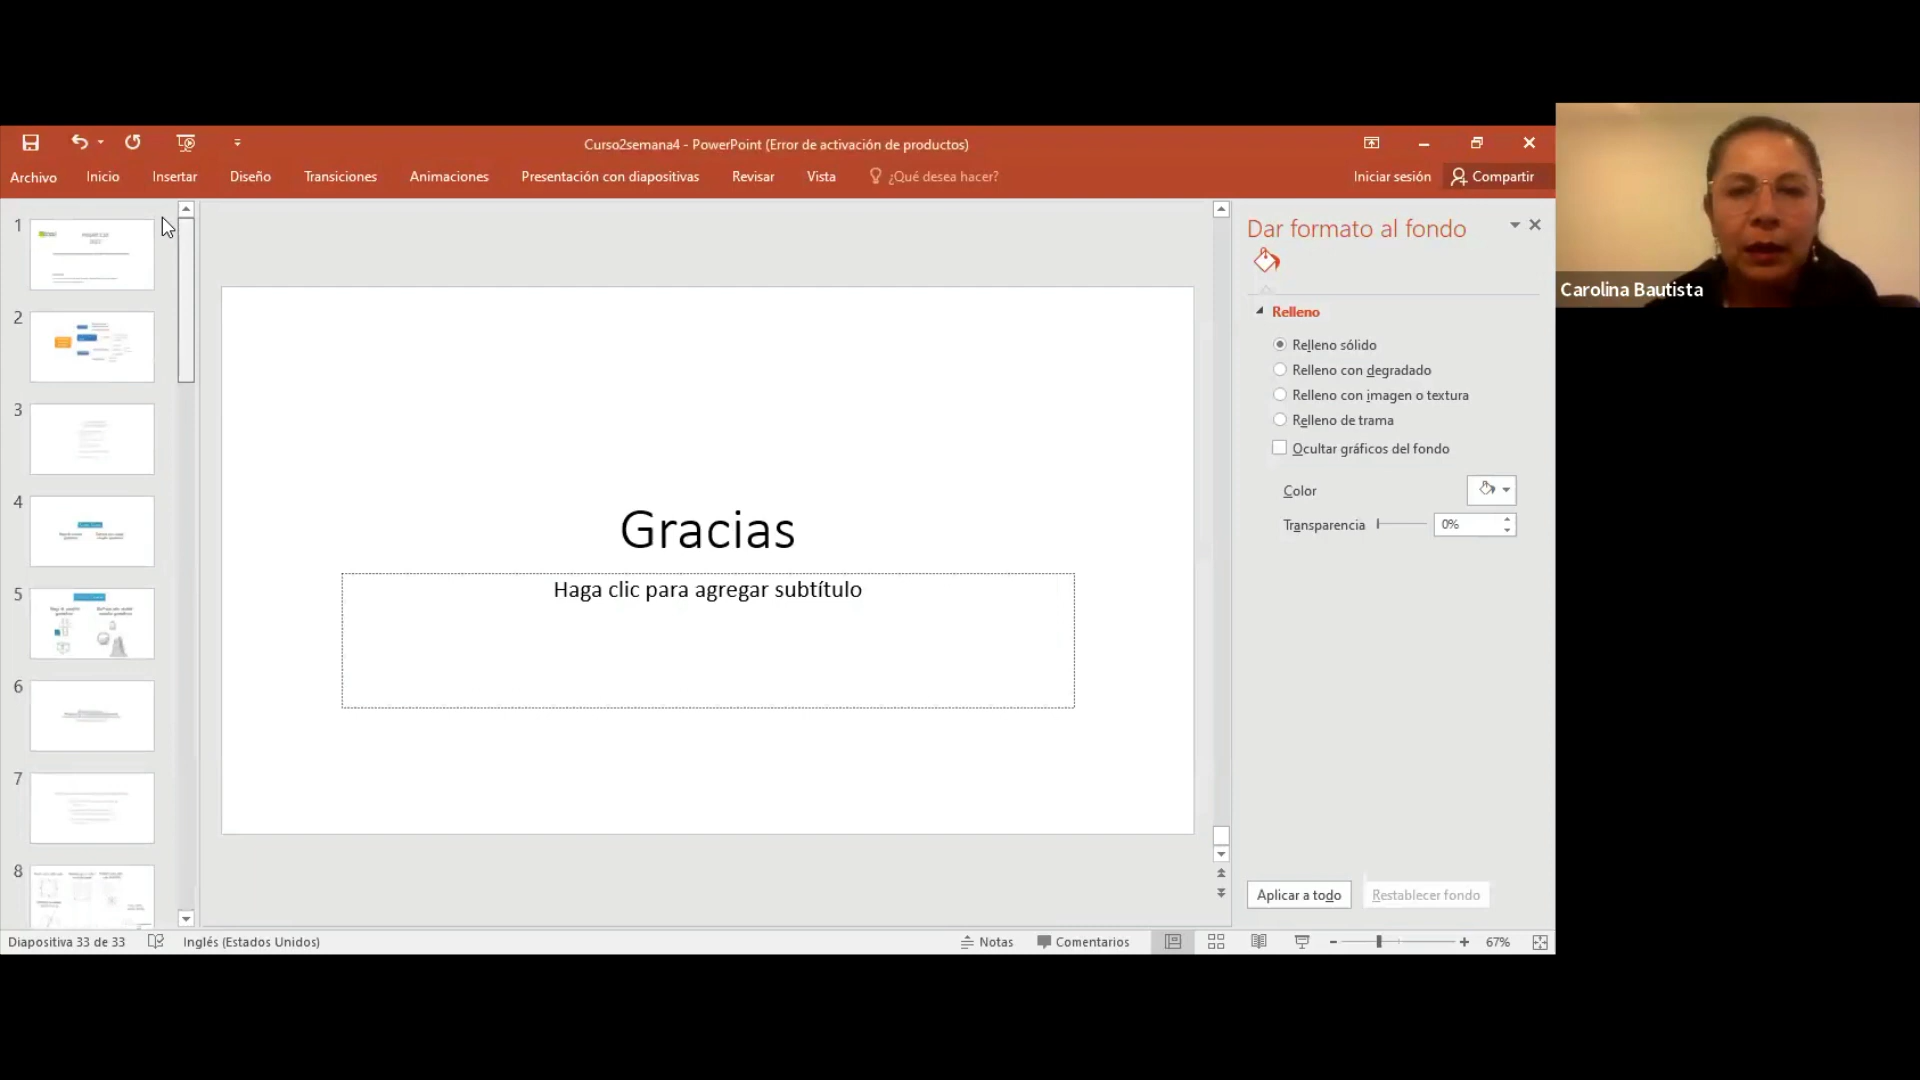 Curso2semana4 - PowerPoint (Error de activación de productos)
Archivo Inicio Insertar Diseño Transiciones Animaciones Presentación con diapositivas Revisar Vista ¿Qué desea hacer? Iniciar sesión Compartir
1
2
3
4
5
6
7
8
Gracias
Haga clic para agregar subtítulo
Dar formato al fondo
Relleno
Relleno sólido
Relleno con degradado
Relleno con imagen o textura
Relleno de trama
Ocultar gráficos del fondo
Color
Transparencia 0%
Aplicar a todo Restablecer fondo
Diapositiva 33 de 33 Inglés (Estados Unidos) Notas Comentarios 67%
Carolina Bautista